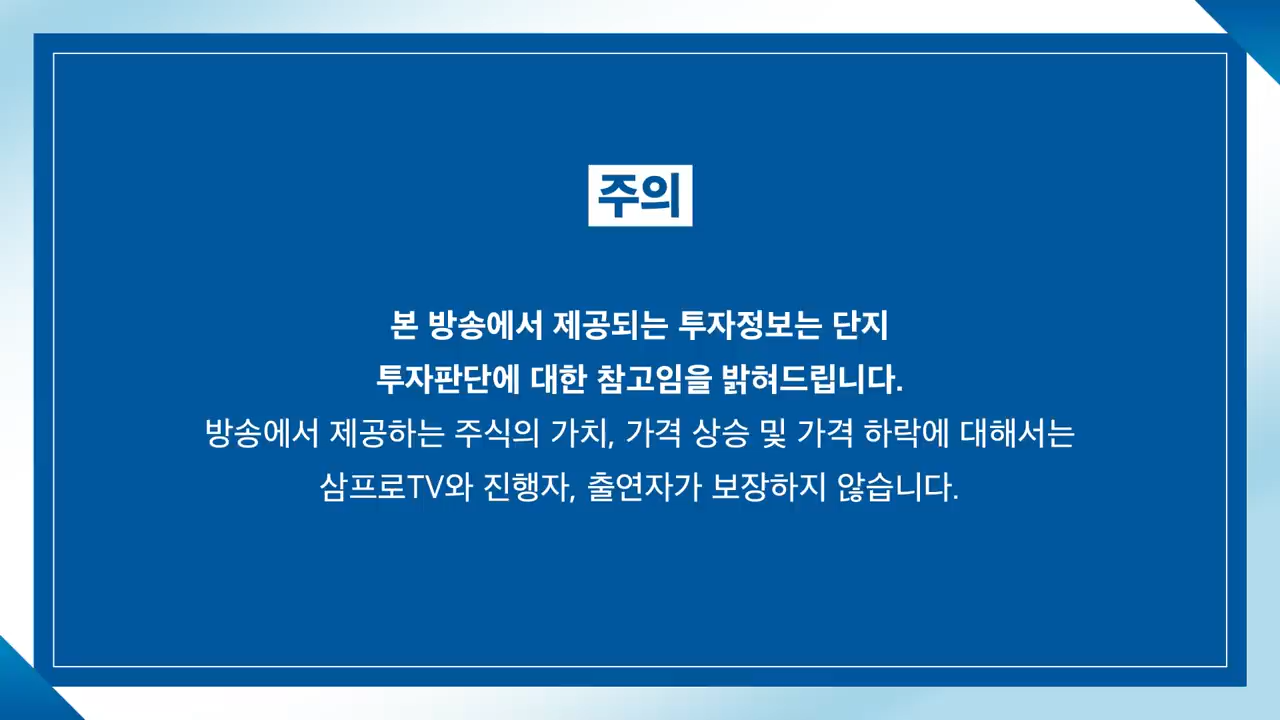 주의
본 방송에서 제공되는 투자정보는 단지
투자판단에 대한 참고임을 밝혀드립니다.
방송에서 제공하는 주식의 가치, 가격 상승 및 가격 하락에 대해서는
삼프로TV와 진행자, 출연자가 보장하지 않습니다.